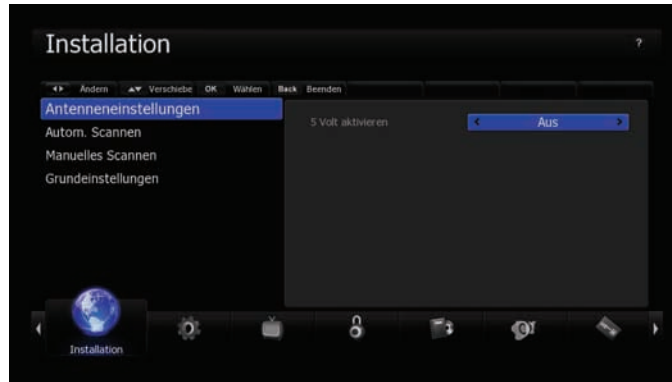 Installation
?
Ändern Verschiebe OK Wählen Back Beenden
Antenneneinstellungen
5 Volt aktivieren Aus
Autom. Scannen
Manuelles Scannen
Grundeinstellungen
Installation